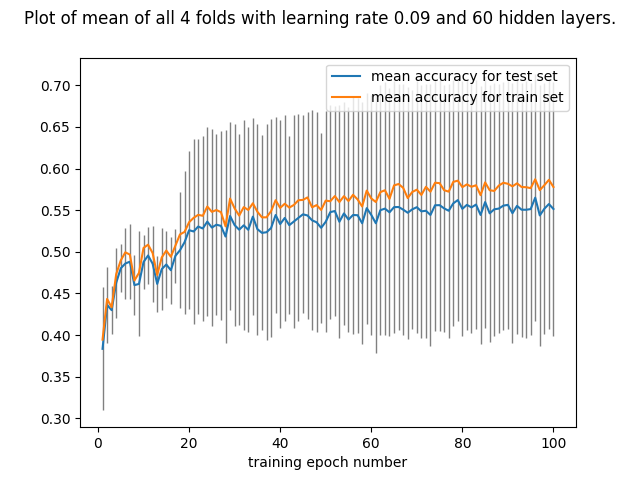 Plot of mean of all 4 folds with learning rate 0.09 and 60 hidden layers.
mean accuracy for test set
mean accuracy for train set
0.70
0.65
0.60
0.55
0.50
0.45
0.40
0.35
0.30
0 20 40 60 80 100
training epoch number